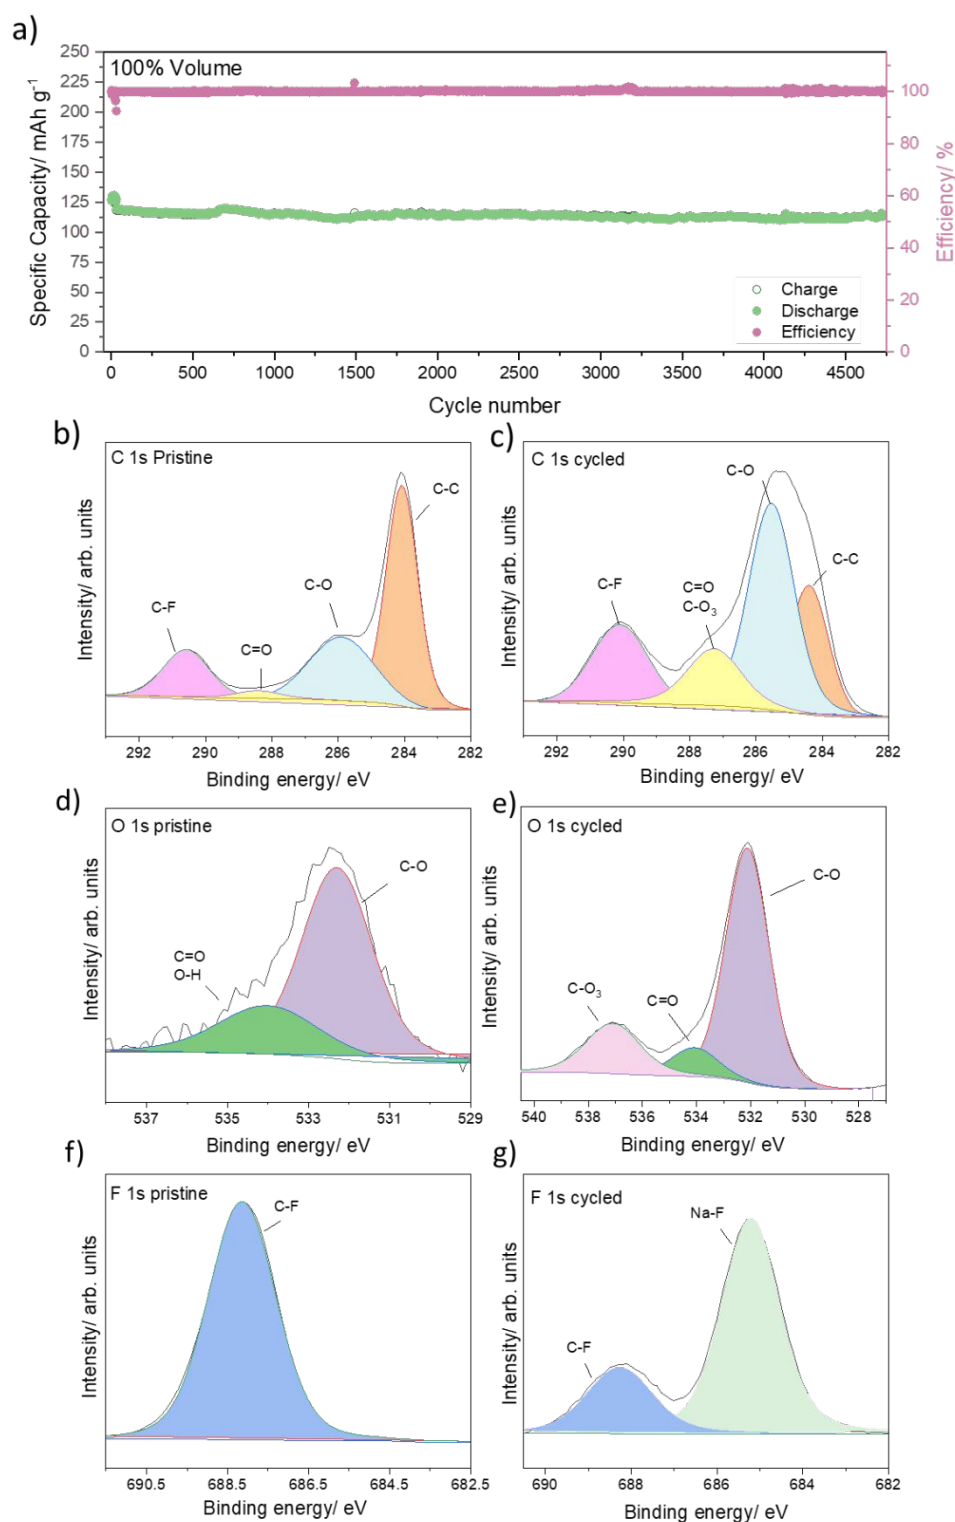 a)
100% Volume
Specific Capacity/ mAh g⁻¹
250
225
200
175
150
125
100
75
50
25
0
100
80
60
40
20
0
Efficiency/ %
Charge
Discharge
Efficiency
0 500 1000 1500 2000 2500 3000 3500 4000 4500
Cycle number
b)
C 1s Pristine
C-C
C-O
C-F
C=O
Intensity/ arb. units
292 290 288 286 284 282
Binding energy/ eV
c)
C 1s cycled
C-O
C-C
C-F
C=O
C-O₃
Intensity/ arb. units
292 290 288 286 284 282
Binding energy/ eV
d)
O 1s pristine
C-O
C=O
O-H
Intensity/ arb. units
537 535 533 531 529
Binding energy/ eV
e)
O 1s cycled
C-O
C-O₃
C=O
Intensity/ arb. units
540 538 536 534 532 530 528
Binding energy/ eV
f)
F 1s pristine
C-F
Intensity/ arb. units
690.5 688.5 686.5 684.5 682.5
Binding energy/ eV
g)
F 1s cycled
Na-F
C-F
Intensity/ arb. units
690 688 686 684 682
Binding energy/ eV